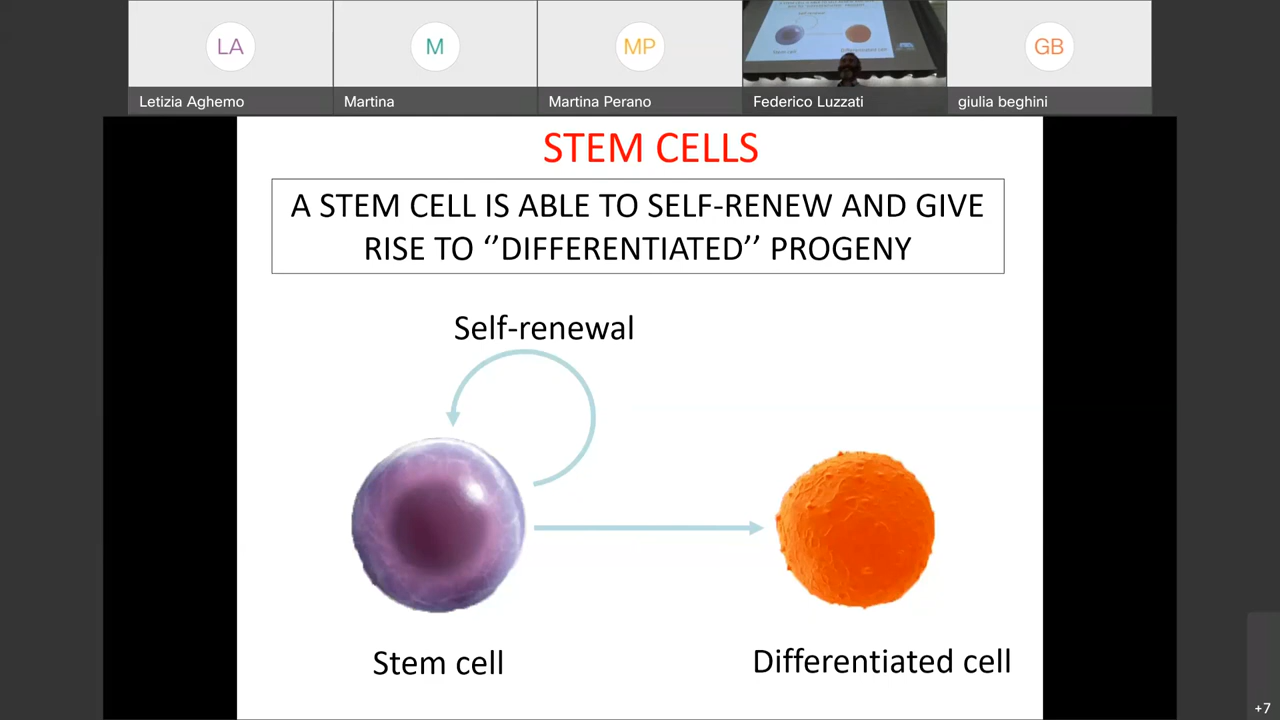 LA
M
MP
GB
Letizia Aghemo
Martina
Martina Perano
Federico Luzzati
giulia beghini
STEM CELLS
A STEM CELL IS ABLE TO SELF-RENEW AND GIVE
RISE TO ‘’DIFFERENTIATED’’ PROGENY
Self-renewal
Stem cell
Differentiated cell
+7